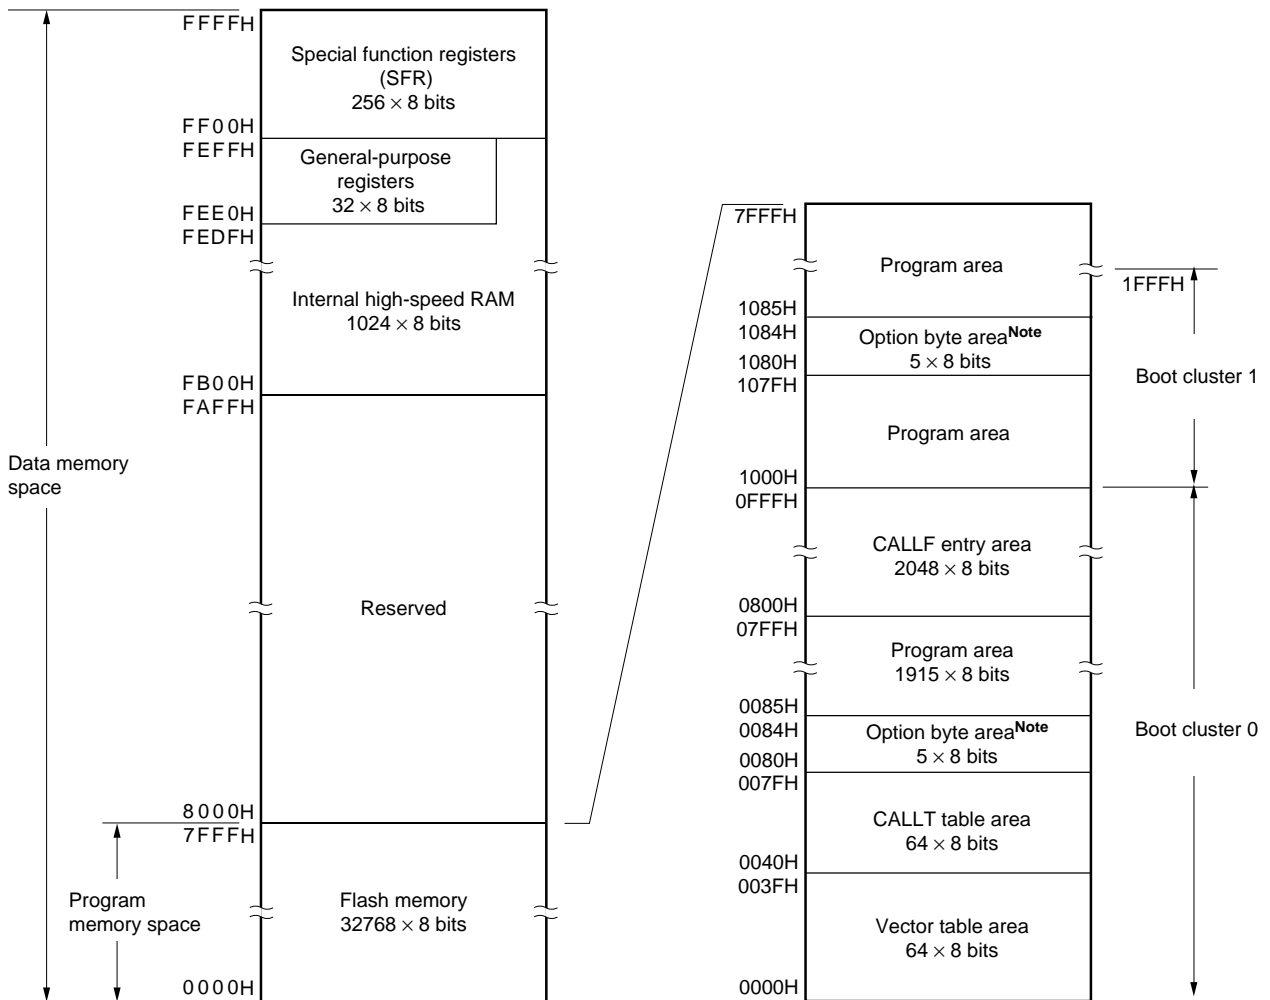 FFFFH
Special function registers
(SFR)
256 × 8 bits
FF00H
FEFFH
General-purpose
registers
32 × 8 bits
FEE0H
FEDFH
Internal high-speed RAM
1024 × 8 bits
FB00H
FAFFH
Data memory
space
Reserved
8000H
7FFFH
Program
memory space
Flash memory
32768 × 8 bits
0000H
7FFFH
Program area
1FFFH
1085H
1084H
Option byte areaNote
5 × 8 bits
1080H
107FH
Boot cluster 1
Program area
1000H
0FFFH
CALLF entry area
2048 × 8 bits
0800H
07FFH
Program area
1915 × 8 bits
0085H
0084H
Option byte areaNote
5 × 8 bits
Boot cluster 0
0080H
007FH
CALLT table area
64 × 8 bits
0040H
003FH
Vector table area
64 × 8 bits
0000H